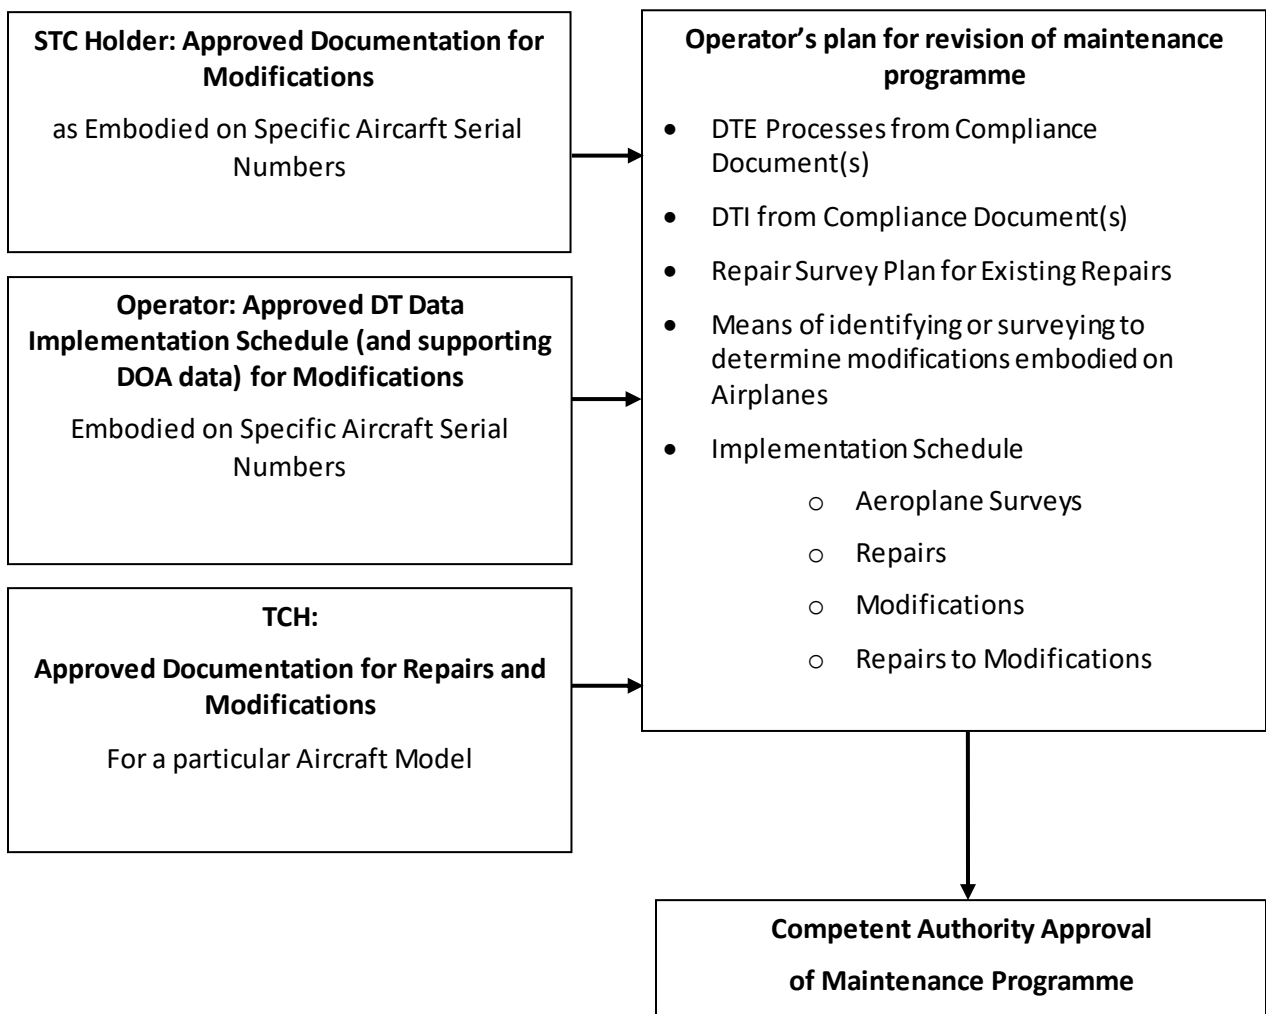 STC Holder: Approved Documentation for
Modifications
as Embodied on Specific Aircarft Serial
Numbers
Operator: Approved DT Data
Implementation Schedule (and supporting
DOA data) for Modifications
Embodied on Specific Aircraft Serial
Numbers
TCH:
Approved Documentation for Repairs and
Modifications
For a particular Aircraft Model
Operator’s plan for revision of maintenance
programme
• DTE Processes from Compliance
Document(s)
• DTI from Compliance Document(s)
• Repair Survey Plan for Existing Repairs
• Means of identifying or surveying to
determine modifications embodied on
Airplanes
• Implementation Schedule
o Aeroplane Surveys
o Repairs
o Modifications
o Repairs to Modifications
Competent Authority Approval
of Maintenance Programme